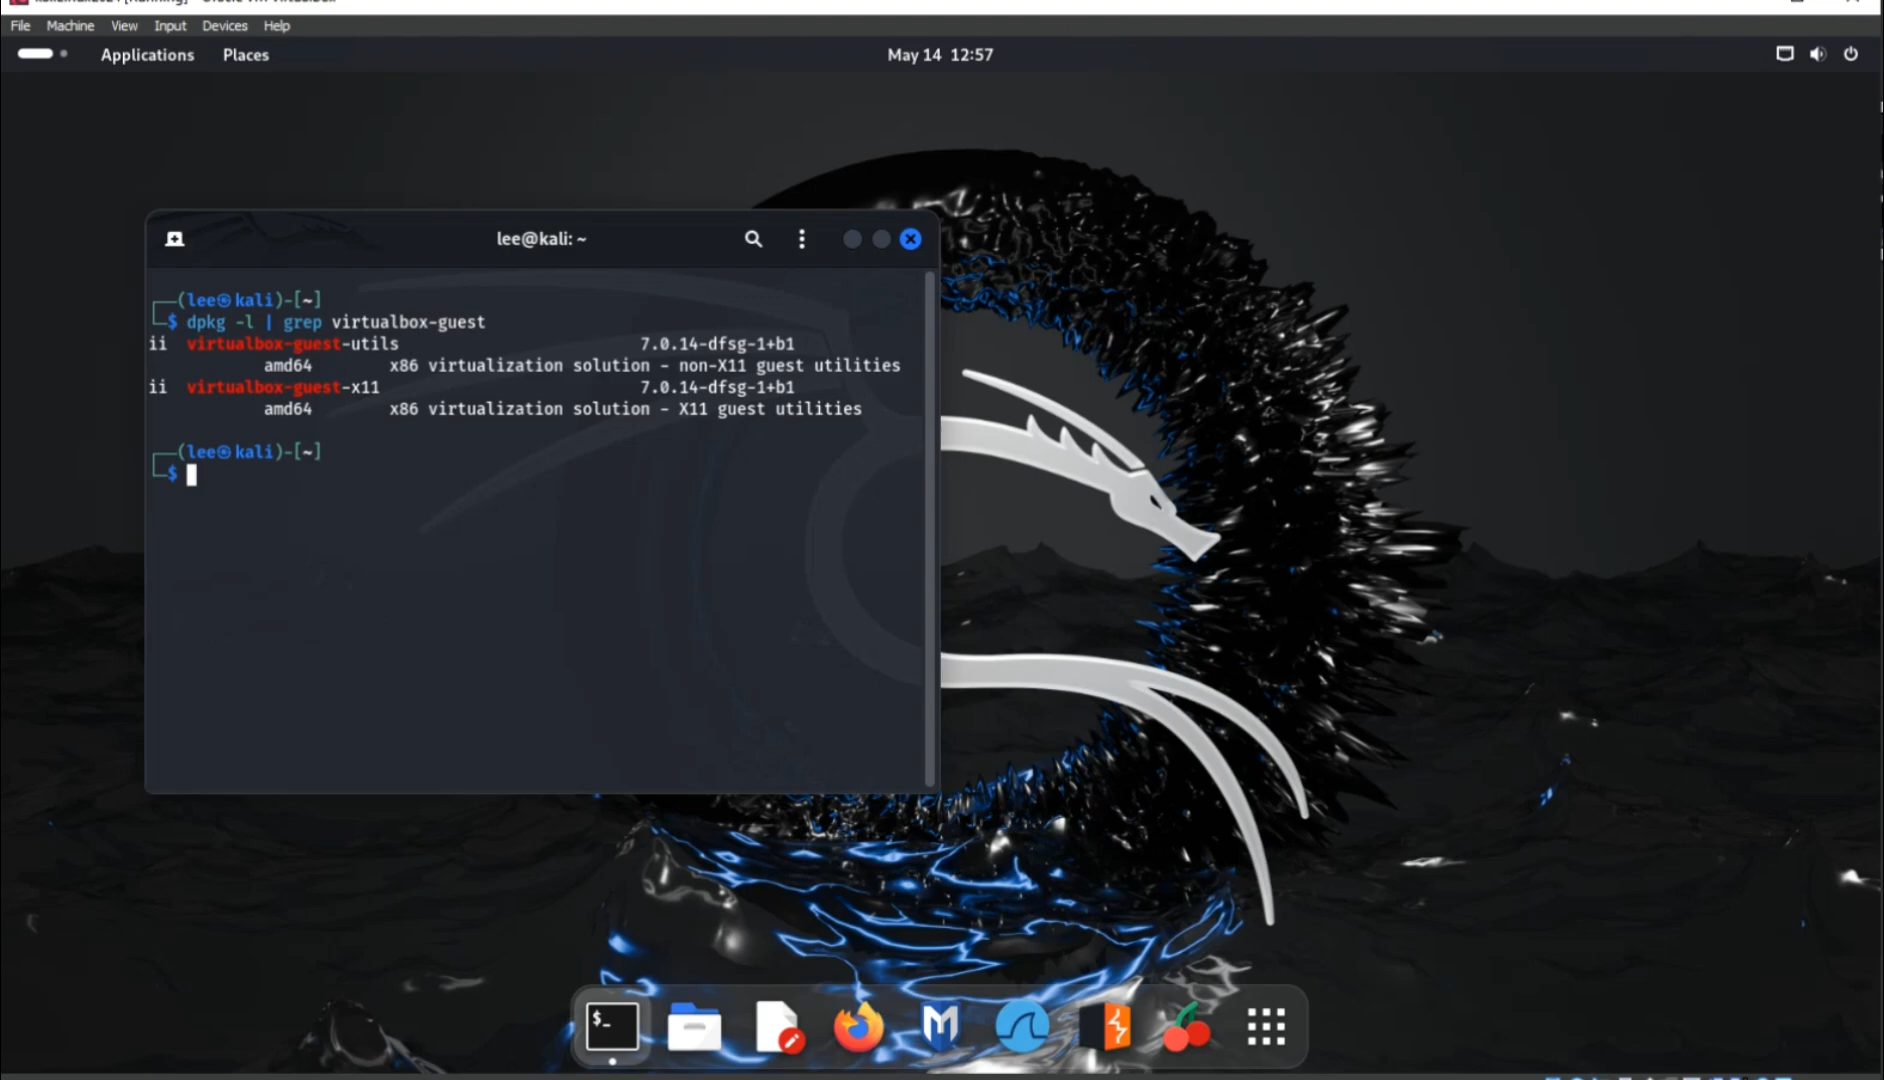 File Machine View Input Devices Help
Applications Places May 14 12:57
lee@kali: ~
┌──(lee㉿kali)-[~]
└─$ dpkg -l | grep virtualbox-guest
ii virtualbox-guest-utils 7.0.14-dfsg-1+b1
amd64 x86 virtualization solution - non-X11 guest utilities
ii virtualbox-guest-x11 7.0.14-dfsg-1+b1
amd64 x86 virtualization solution - X11 guest utilities
┌──(lee㉿kali)-[~]
└─$
$_